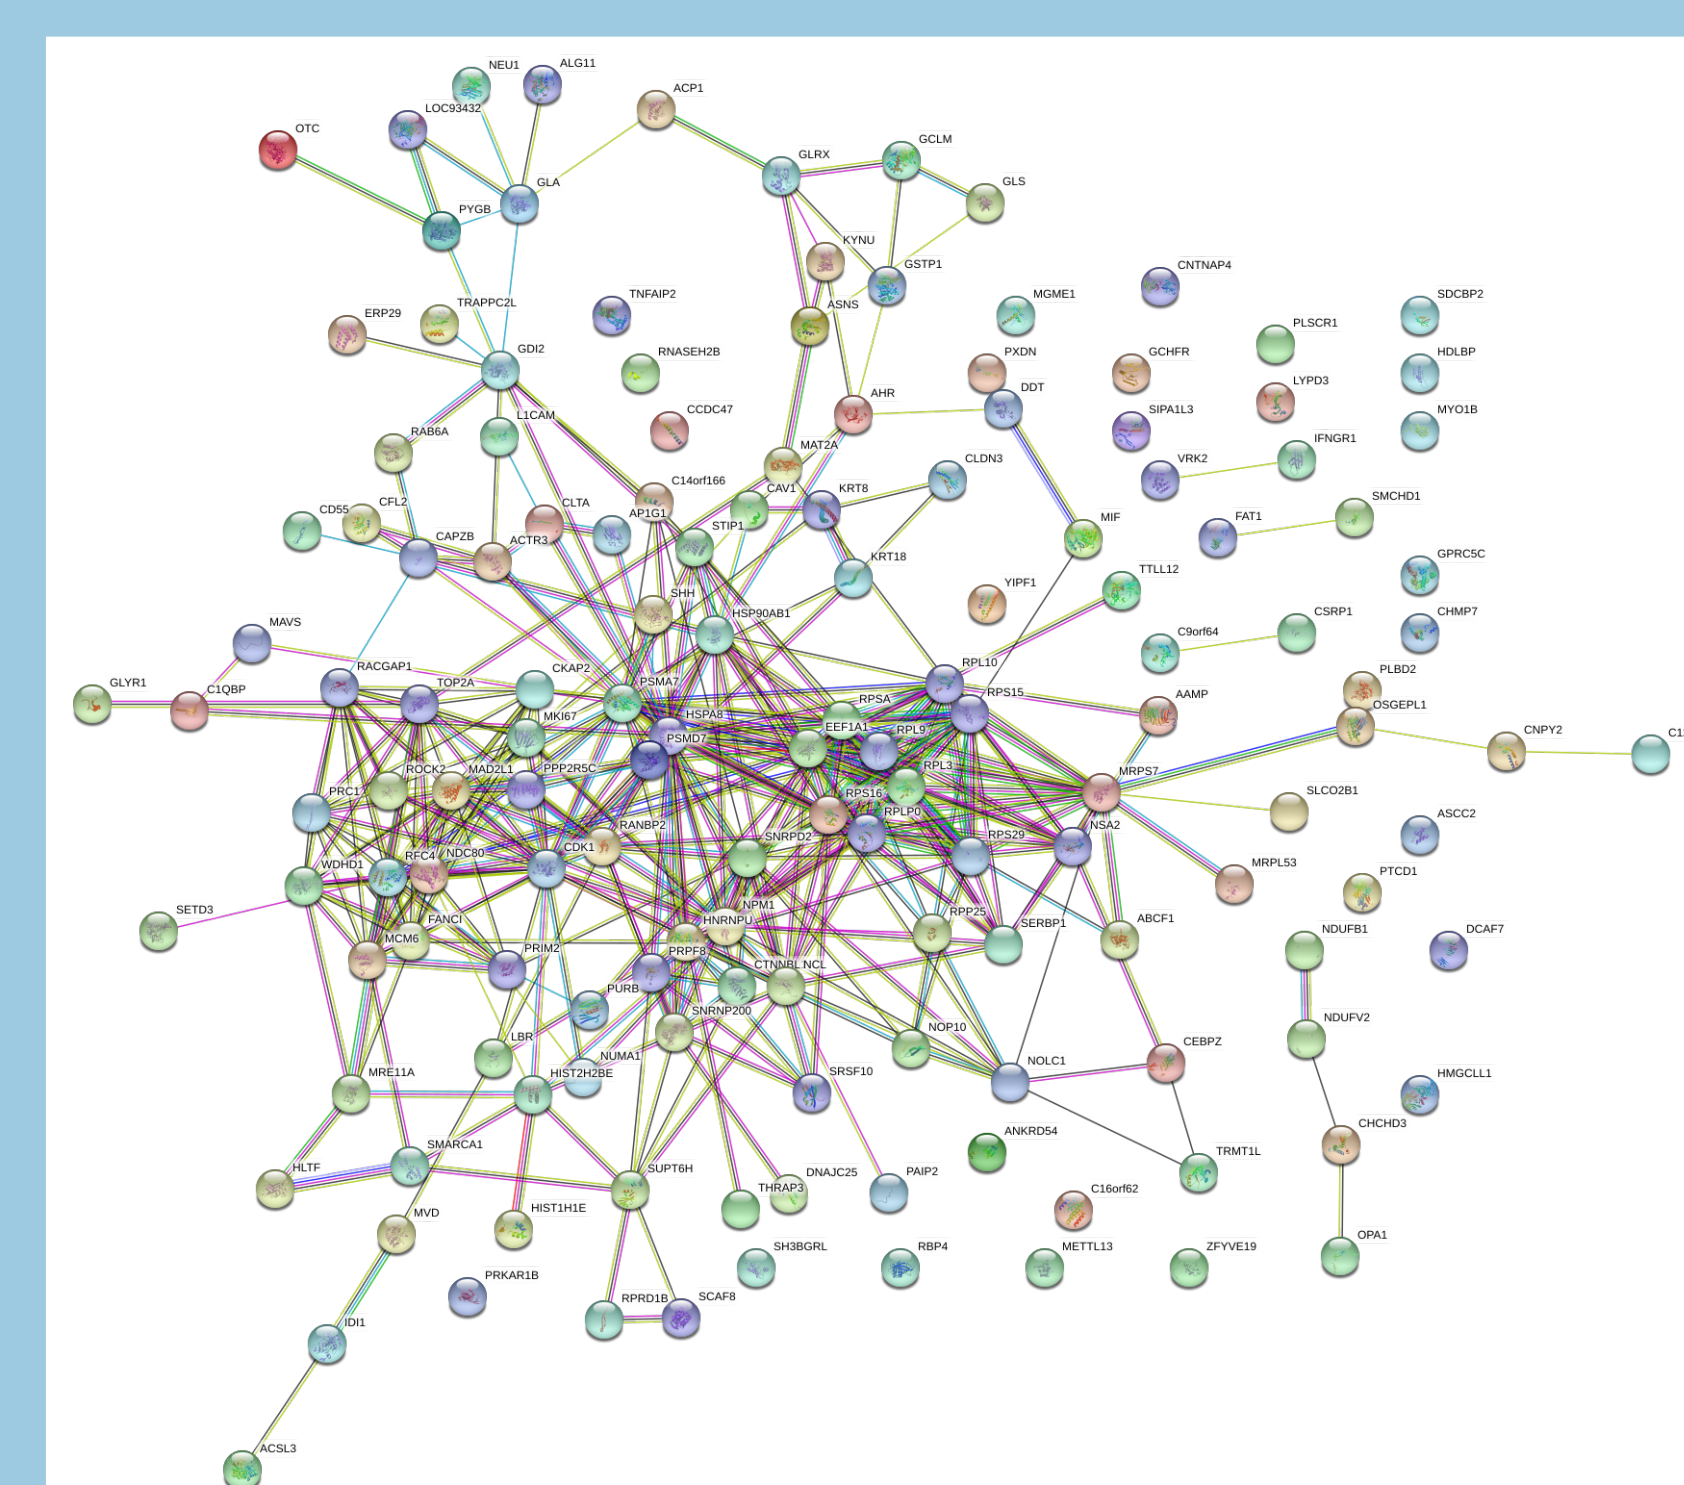 NEU1
ALG11
LOC93432
ACP1
OTC
GLRX
GCLM
GLS
GLA
PYGB
KYNU
GSTP1
CNTNAP4
TRAPPC2L
ERP29
TNFAIP2
ASNS
MGME1
SDCBP2
PLSCR1
GDI2
RNASEH2B
PXDN
GCHFR
HDLBP
DDT
LYPD3
L1CAM
CCDC47
AHR
SIPA1L3
MYO1B
RAB6A
MAT2A
IFNGR1
CLDN3
VRK2
C14orf166
CAV1
KRT8
CD55
CFL2
CLTA
AP1G1
STIP1
MIF
FAT1
SMCHD1
CAPZB
ACTR3
KRT18
GPRC5C
TTLL12
YIPF1
SHH
HSP90AB1
CSRP1
CHMP7
MAVS
C9orf64
RACGAP1
CKAP2
RPL10
PLBD2
GLYR1
C1QBP
TOP2A
PSMA7
RPSA
RPS15
AAMP
OSGEPL1
MKI67
HSPA8
EEF1A1
RPL9
CNPY2
C1
PSMD7
ROCK2
MAD2L1
PPP2R5C
RPL3
MRPS7
PRC1
RPS16
SLCO2B1
RANBP2
RPLP0
NSA2
SNRPD2
RPS29
ASCC2
WDHD1
RFC4
NDC80
CDK1
MRPL53
PTCD1
SETD3
FANCI
HNRNPU
NPM1
RPP25
SERBP1
ABCF1
NDUFB1
DCAF7
MCM6
PRIM2
PRPF8
CTNNBL
NCL
PURB
SNRNP200
NOP10
NDUFV2
LBR
NUMA1
NOLC1
CEBPZ
MRE11A
HIST2H2BE
SRSF10
HMGCLL1
SMARCA1
ANKRD54
CHCHD3
HLTF
SUPT6H
THRAP3
DNAJC25
PAIP2
TRMT1L
MVD
HIST1H1E
C16orf62
OPA1
PRKAR1B
SH3BGRL
RBP4
METTL13
ZFYVE19
RPRD1B
SCAF8
IDI1
ACSL3